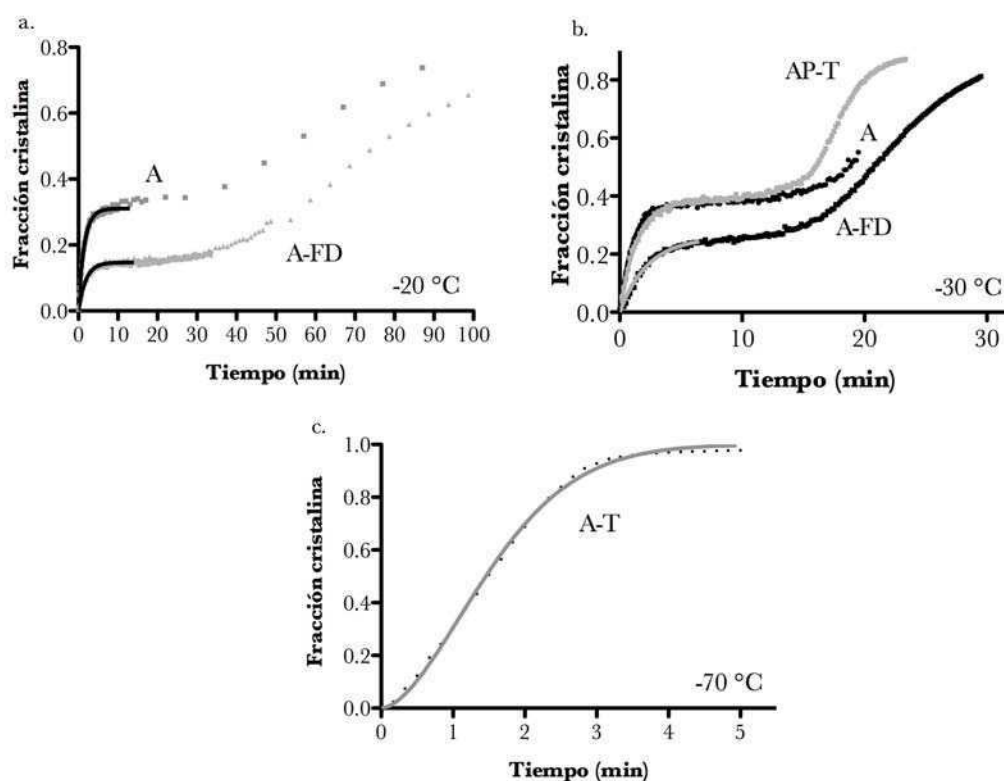 a.
Fracción cristalina
0.8
0.6
0.4
0.2
0.0
A
A-FD
-20 °C
0 10 20 30 40 50 60 70 80 90 100
Tiempo (min)
b.
Fracción cristalina
0.8
0.6
0.4
0.2
0.0
AP-T
A
A-FD
-30 °C
0 10 20 30
Tiempo (min)
c.
Fracción cristalina
1.0
0.8
0.6
0.4
0.2
0.0
A-T
-70 °C
0 1 2 3 4 5
Tiempo (min)